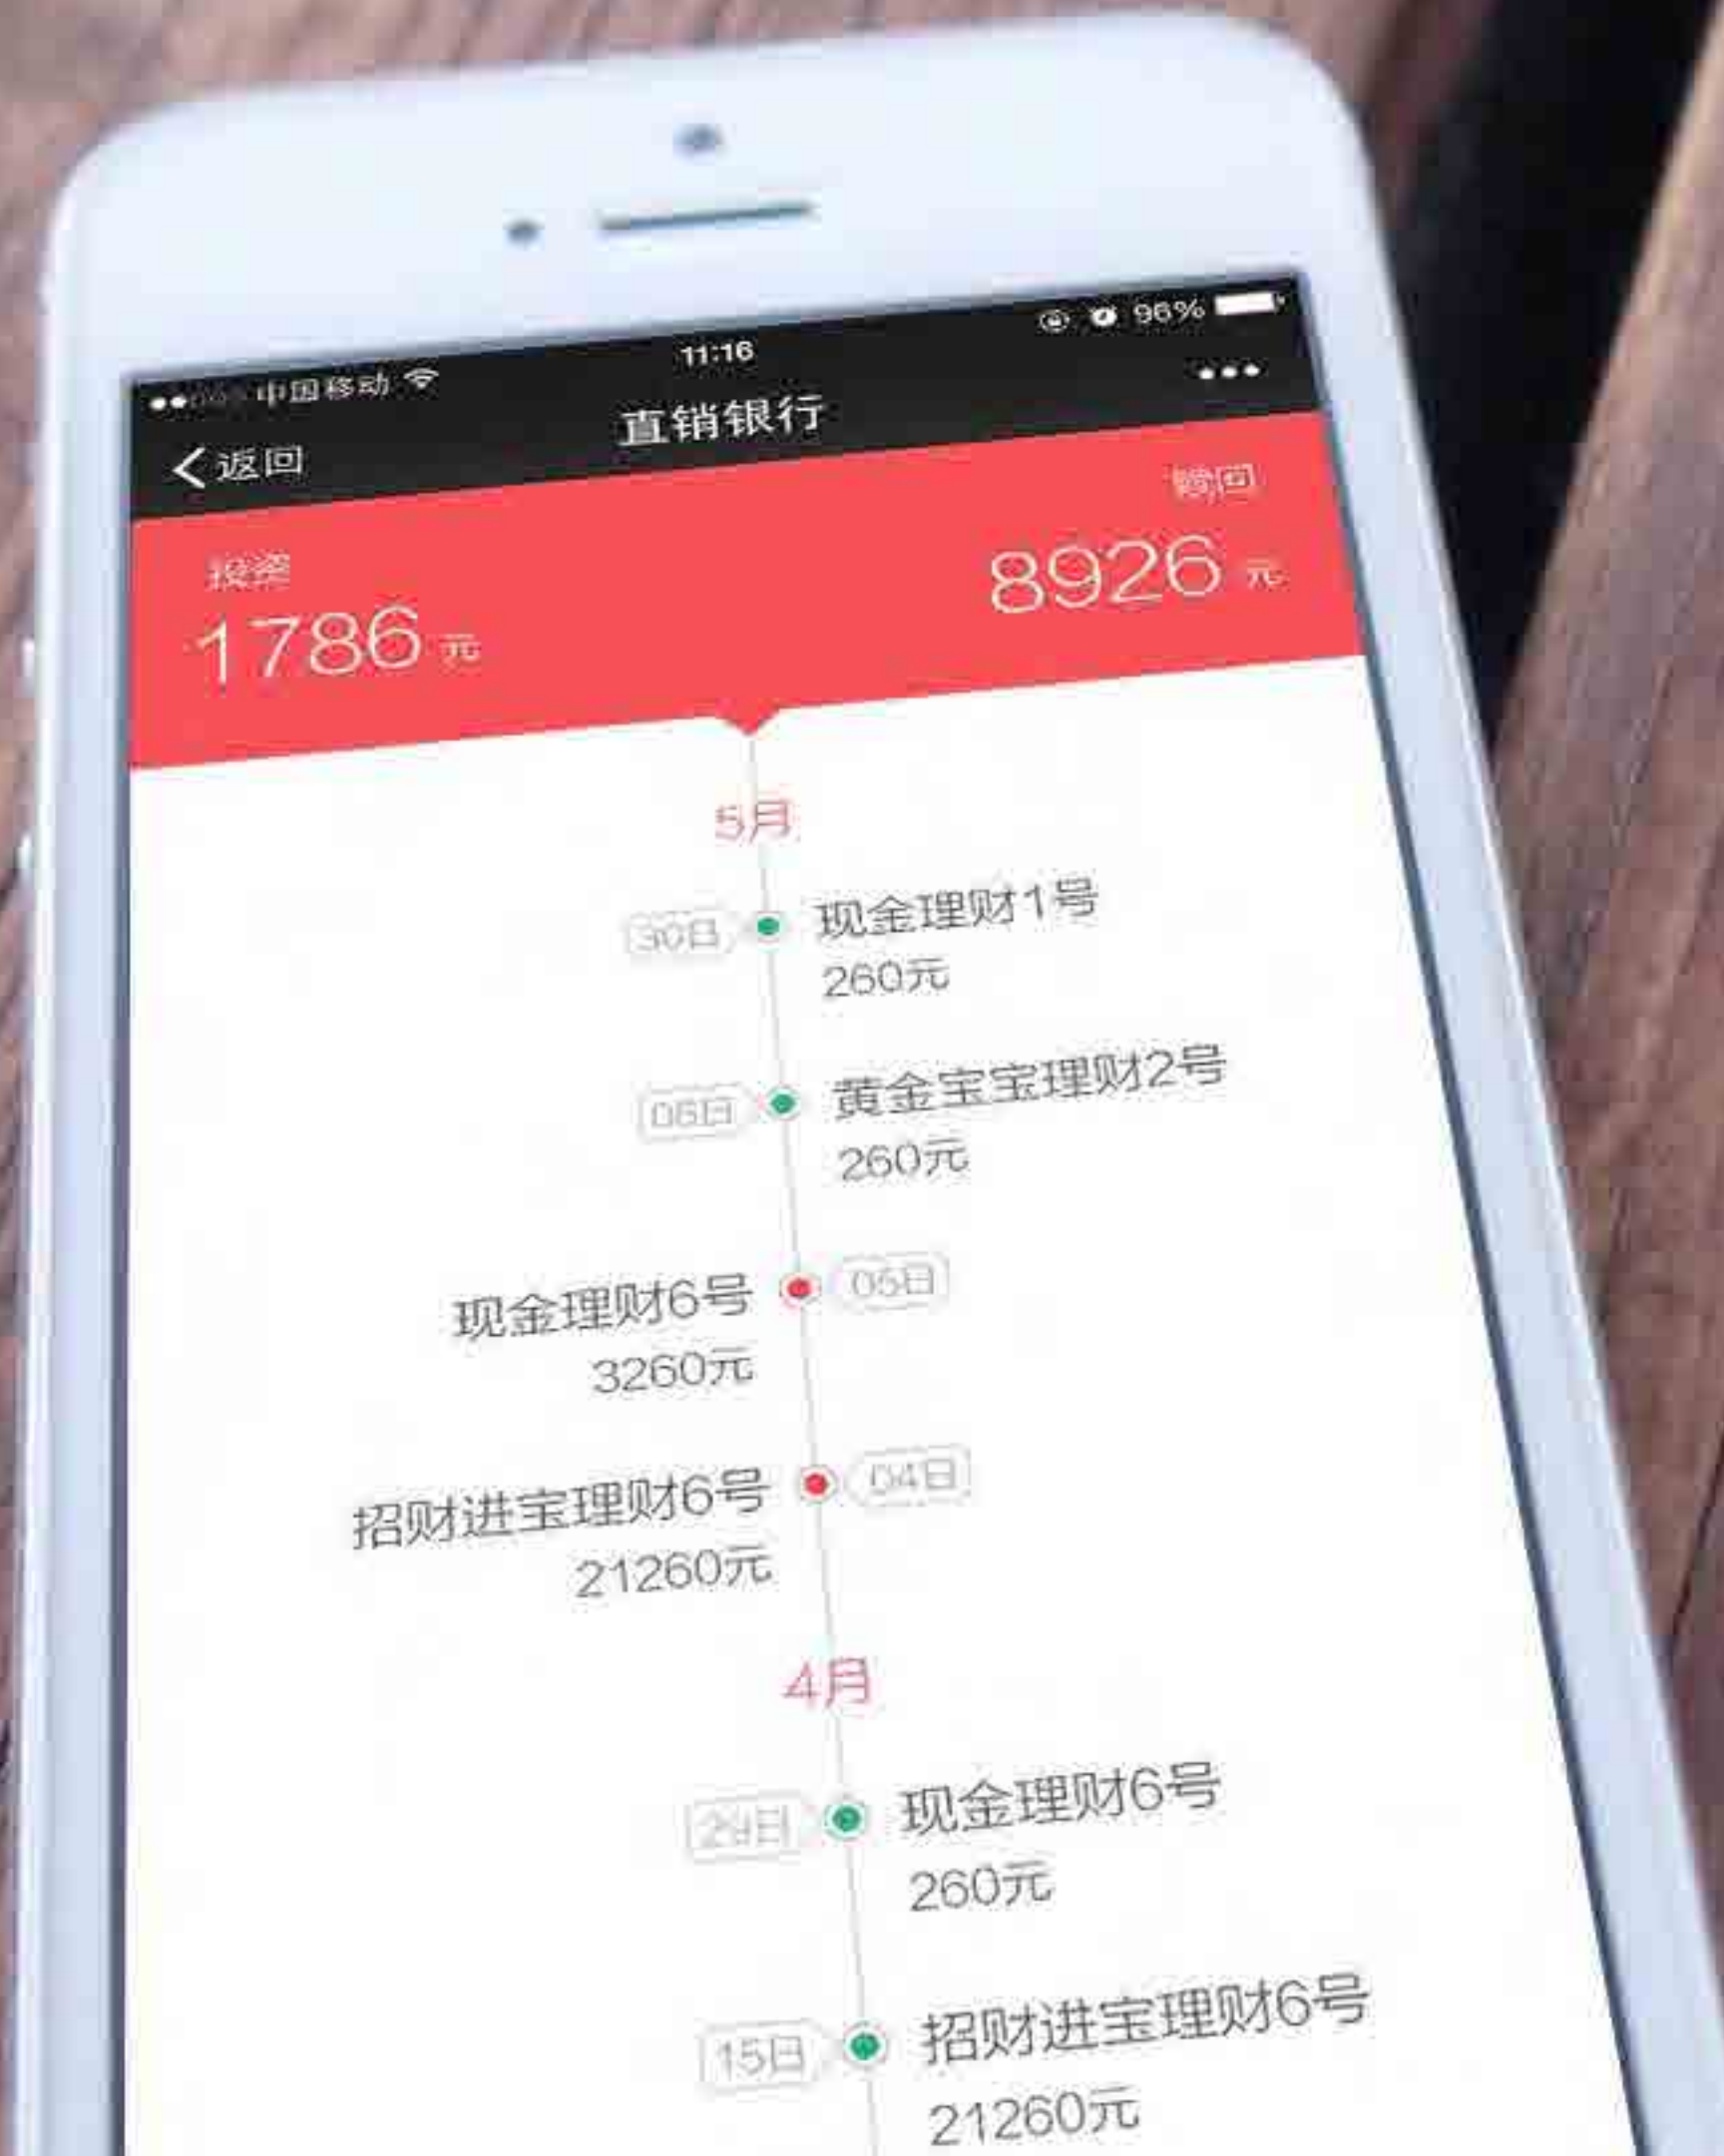 中国移动
11:16
96%
返回
直销银行
投资
1786元
赎回
8926元
5月
30日
现金理财1号
260元
06日
黄金宝宝理财2号
260元
现金理财6号
05日
3260元
招财进宝理财6号
04日
21260元
4月
29日
现金理财6号
260元
15日
招财进宝理财6号
21260元